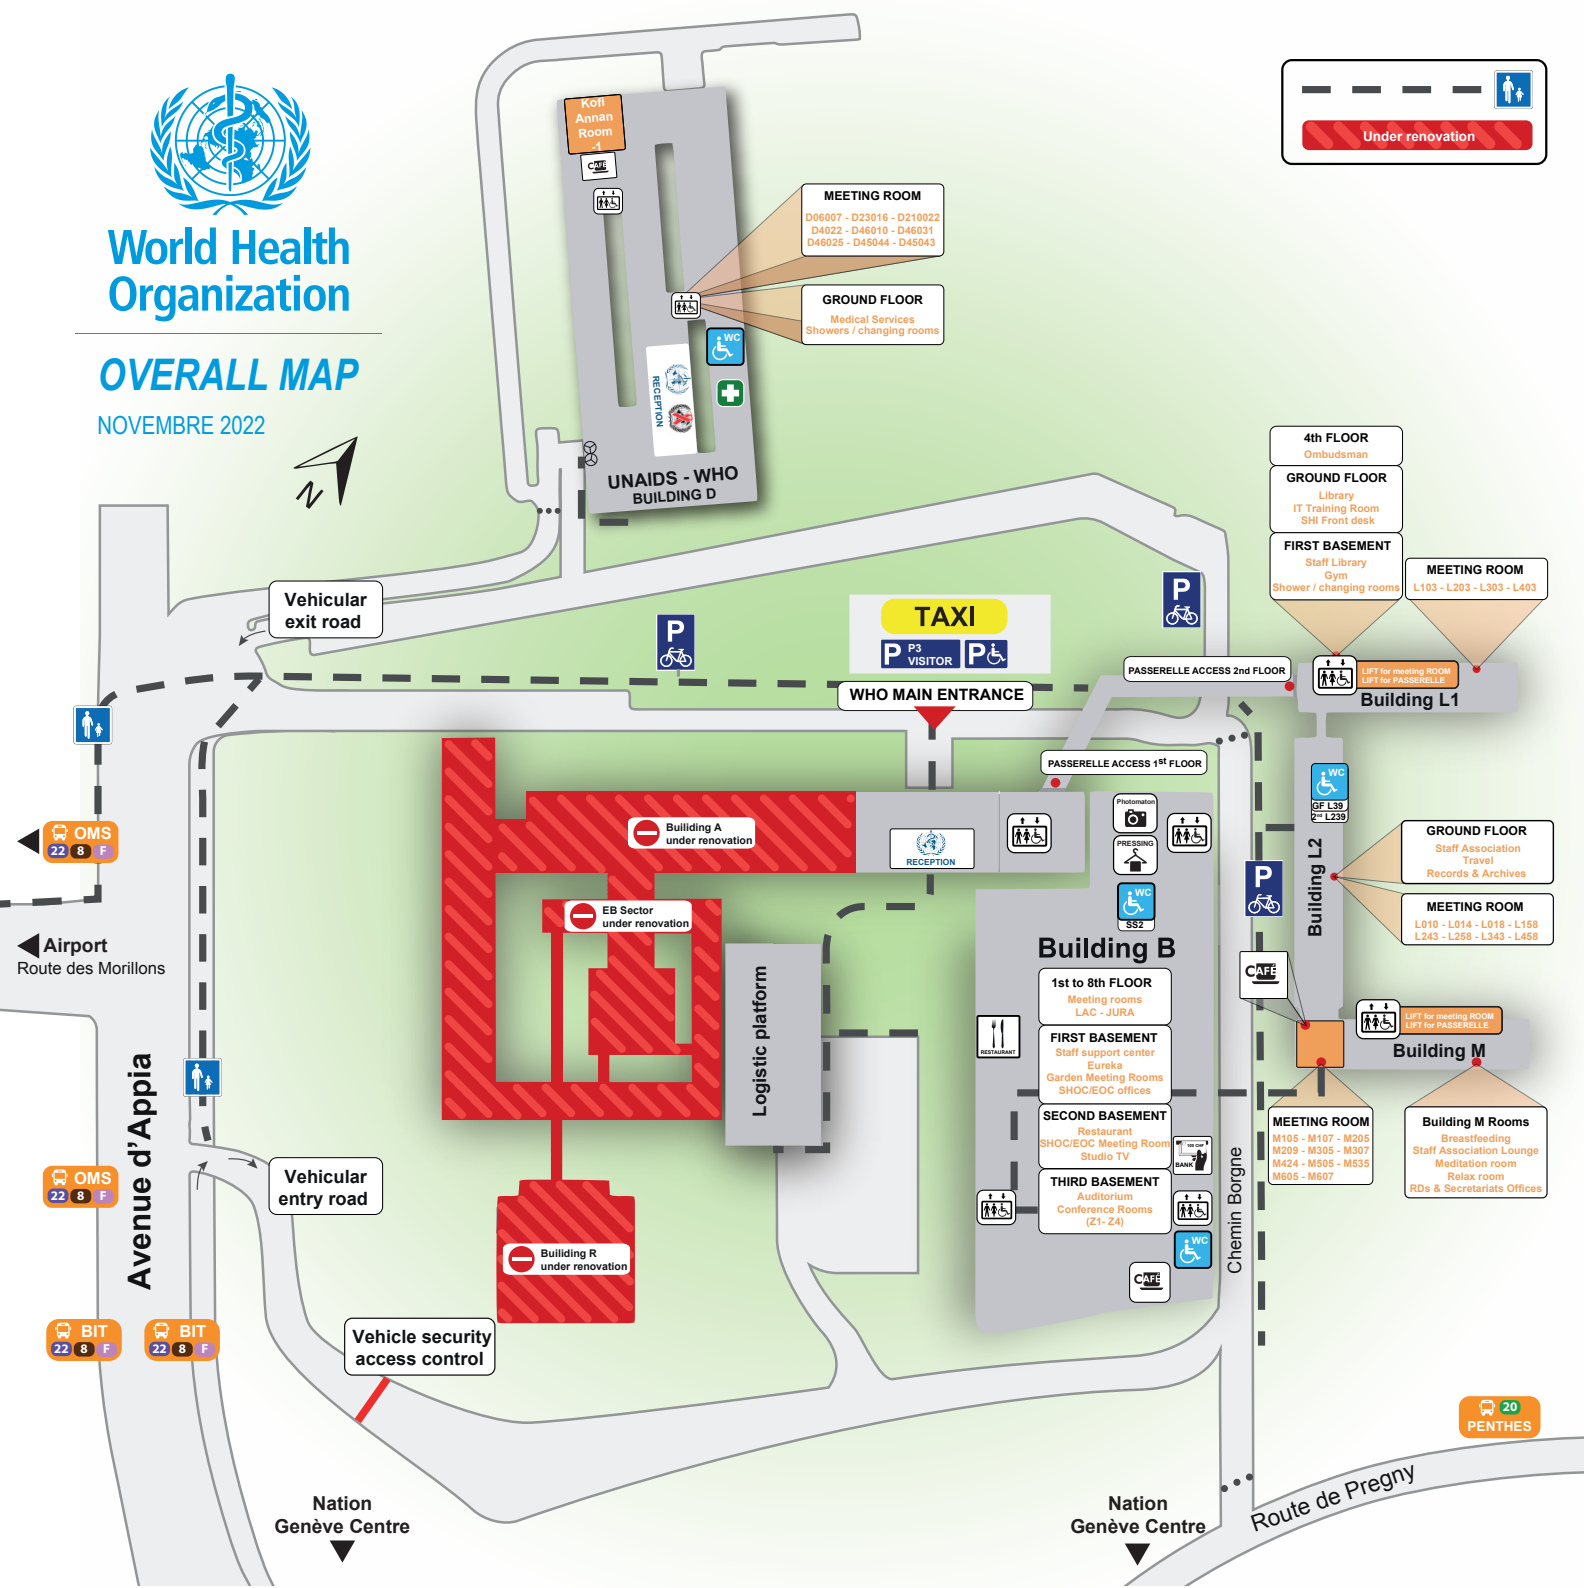 World Health
Organization
OVERALL MAP
NOVEMBRE 2022
N
Under renovation
Kofi
Annan
Room
-1
CAFÉ
MEETING ROOM
D06007 - D23016 - D210022
D4022 - D46010 - D46031
D46025 - D45044 - D45043
GROUND FLOOR
Medical Services
Showers / changing rooms
WC
RECEPTION
UNAIDS - WHO
BUILDING D
Vehicular
exit road
P
TAXI
P P3
VISITOR
P
P
WHO MAIN ENTRANCE
PASSERELLE ACCESS 2nd FLOOR
PASSERELLE ACCESS 1st FLOOR
4th FLOOR
Ombudsman
GROUND FLOOR
Library
IT Training Room
SHI Front desk
FIRST BASEMENT
Staff Library
Gym
Shower / changing rooms
MEETING ROOM
L103 - L203 - L303 - L403
LIFT for meeting ROOM
LIFT for PASSERELLE
Building L1
WC
GF L39
2nd L239
Building L2
GROUND FLOOR
Staff Association
Travel
Records & Archives
MEETING ROOM
L010 - L014 - L018 - L158
L243 - L258 - L343 - L458
P
CAFÉ
LIFT for meeting ROOM
LIFT for PASSERELLE
Building M
MEETING ROOM
M105 - M107 - M205
M209 - M305 - M307
M424 - M505 - M535
M605 - M607
Building M Rooms
Breastfeeding
Staff Association Lounge
Meditation room
Relax room
RDs & Secretariats Offices
Builiding A
under renovation
RECEPTION
EB Sector
under renovation
Builiding R
under renovation
Logistic platform
Photomaton
PRESSING
WC
SS2
Building B
1st to 8th FLOOR
Meeting rooms
LAC - JURA
FIRST BASEMENT
Staff support center
Eureka
Garden Meeting Rooms
SHOC/EOC offices
SECOND BASEMENT
Restaurant
SHOC/EOC Meeting Room
Studio TV
THIRD BASEMENT
Auditorium
Conference Rooms
(Z1- Z4)
RESTAURANT
100 CHF
BANK
WC
CAFÉ
Chemin Borgne
OMS
22 8 F
Airport
Route des Morillons
Avenue d'Appia
OMS
22 8 F
Vehicular
entry road
BIT
22 8 F
BIT
22 8 F
Vehicle security
access control
Nation
Genève Centre
Nation
Genève Centre
20
PENTHES
Route de Pregny